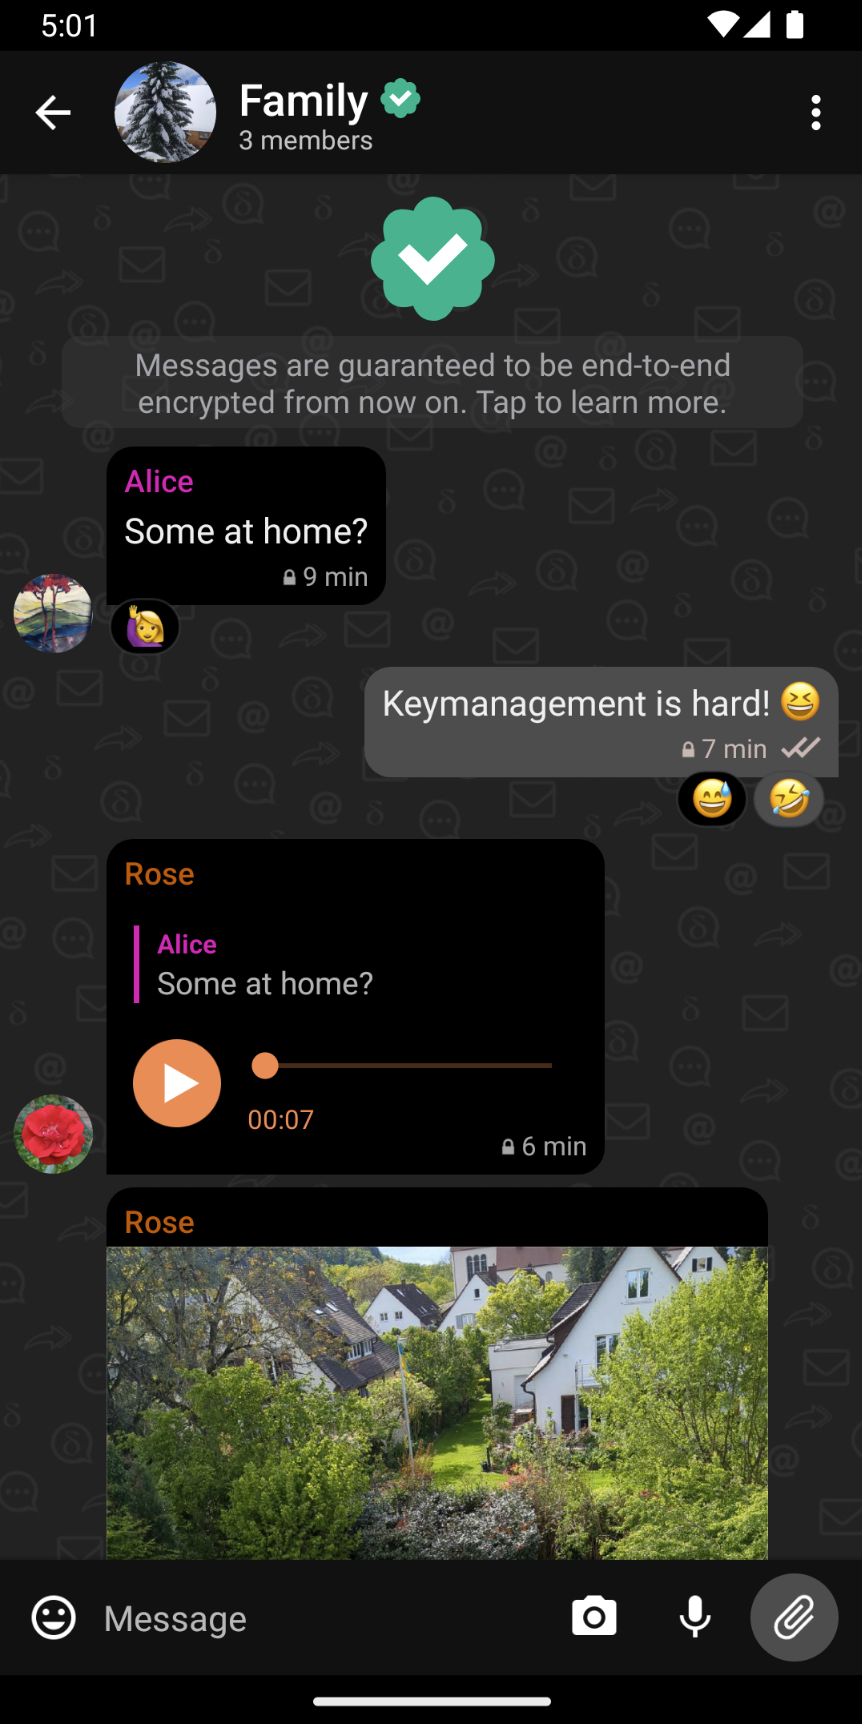 5:01
Family
3 members
Messages are guaranteed to be end-to-end
encrypted from now on. Tap to learn more.
Alice
Some at home?
9 min
Keymanagement is hard! 😆
7 min
Rose
Alice
Some at home?
00:07
6 min
Rose
Message